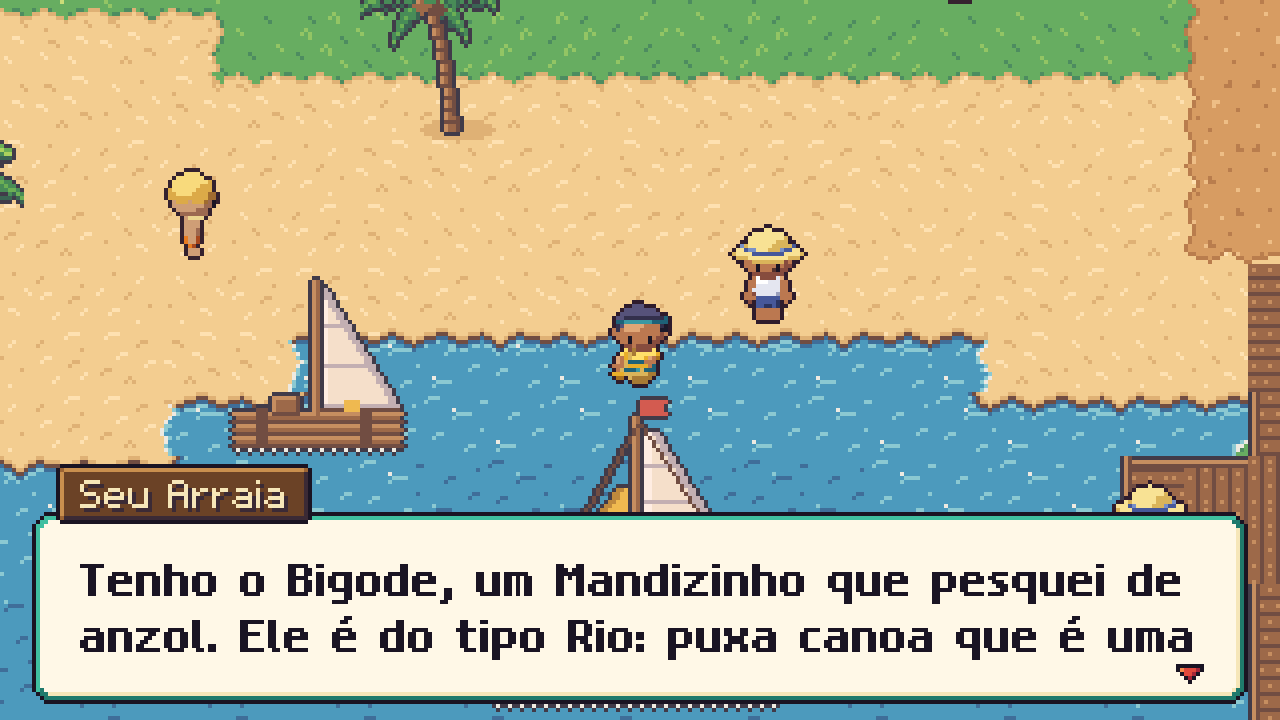 Seu Arraia
Tenho o Bigode, um Mandizinho que pesquei de
anzol. Ele é do tipo Rio: puxa canoa que é uma